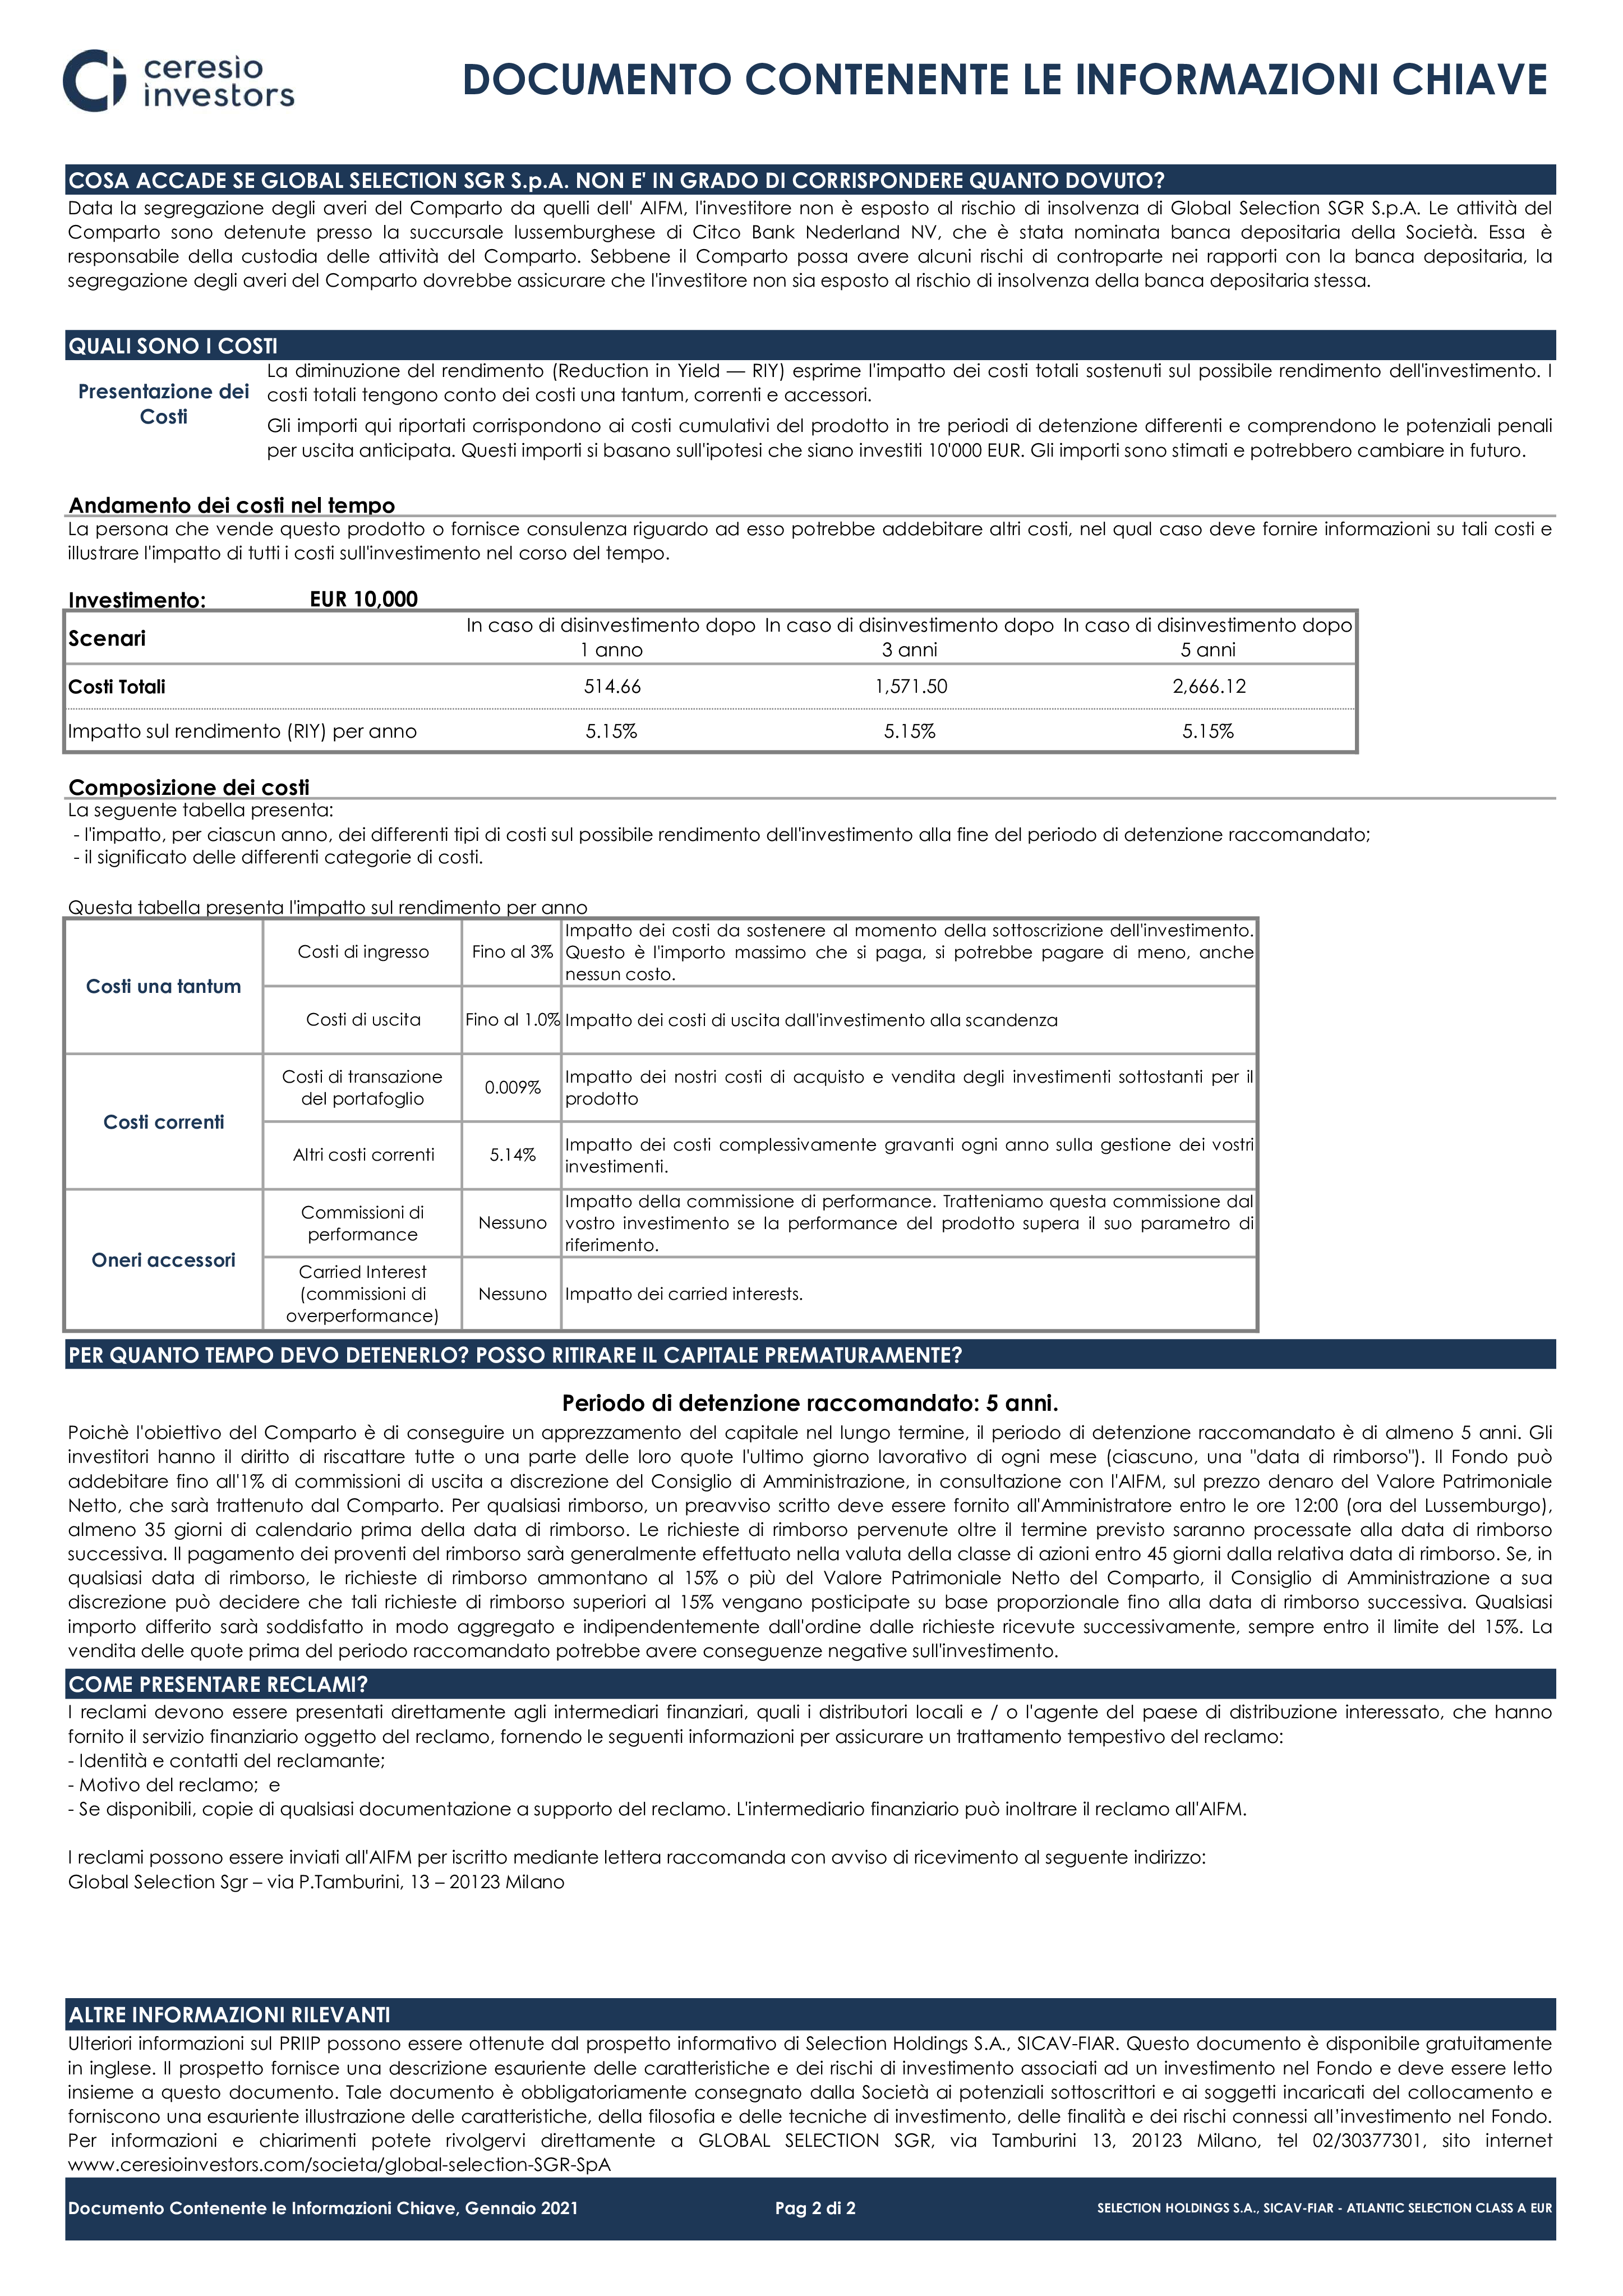 ceresio
investors
DOCUMENTO CONTENENTE LE INFORMAZIONI CHIAVE
COSA ACCADE SE GLOBAL SELECTION SGR S.p.A. NON E' IN GRADO DI CORRISPONDERE QUANTO DOVUTO?
Data la segregazione degli averi del Comparto da quelli dell' AIFM, l'investitore non è esposto al rischio di insolvenza di Global Selection SGR S.p.A. Le attività del
Comparto sono detenute presso la succursale lussemburghese di Citco Bank Nederland NV, che è stata nominata banca depositaria della Società. Essa è
responsabile della custodia delle attività del Comparto. Sebbene il Comparto possa avere alcuni rischi di controparte nei rapporti con la banca depositaria, la
segregazione degli averi del Comparto dovrebbe assicurare che l'investitore non sia esposto al rischio di insolvenza della banca depositaria stessa.
QUALI SONO I COSTI
Presentazione dei
Costi
La diminuzione del rendimento (Reduction in Yield — RIY) esprime l'impatto dei costi totali sostenuti sul possibile rendimento dell'investimento. I
costi totali tengono conto dei costi una tantum, correnti e accessori.
Gli importi qui riportati corrispondono ai costi cumulativi del prodotto in tre periodi di detenzione differenti e comprendono le potenziali penali
per uscita anticipata. Questi importi si basano sull'ipotesi che siano investiti 10'000 EUR. Gli importi sono stimati e potrebbero cambiare in futuro.
Andamento dei costi nel tempo
La persona che vende questo prodotto o fornisce consulenza riguardo ad esso potrebbe addebitare altri costi, nel qual caso deve fornire informazioni su tali costi e
illustrare l'impatto di tutti i costi sull'investimento nel corso del tempo.
Investimento: EUR 10,000
Scenari
In caso di disinvestimento dopo In caso di disinvestimento dopo In caso di disinvestimento dopo
1 anno 3 anni 5 anni
Costi Totali 514.66 1,571.50 2,666.12
Impatto sul rendimento (RIY) per anno 5.15% 5.15% 5.15%
Composizione dei costi
La seguente tabella presenta:
- l'impatto, per ciascun anno, dei differenti tipi di costi sul possibile rendimento dell'investimento alla fine del periodo di detenzione raccomandato;
- il significato delle differenti categorie di costi.
Questa tabella presenta l'impatto sul rendimento per anno
Costi una tantum
Costi di ingresso
Fino al 3%
Impatto dei costi da sostenere al momento della sottoscrizione dell'investimento.
Questo è l'importo massimo che si paga, si potrebbe pagare di meno, anche
nessun costo.
Costi di uscita
Fino al 1.0%
Impatto dei costi di uscita dall'investimento alla scandenza
Costi correnti
Costi di transazione
del portafoglio
0.009%
Impatto dei nostri costi di acquisto e vendita degli investimenti sottostanti per il
prodotto
Altri costi correnti
5.14%
Impatto dei costi complessivamente gravanti ogni anno sulla gestione dei vostri
investimenti.
Oneri accessori
Commissioni di
performance
Nessuno
Impatto della commissione di performance. Tratteniamo questa commissione dal
vostro investimento se la performance del prodotto supera il suo parametro di
riferimento.
Carried Interest
(commissioni di
overperformance)
Nessuno
Impatto dei carried interests.
PER QUANTO TEMPO DEVO DETENERLO? POSSO RITIRARE IL CAPITALE PREMATURAMENTE?
Periodo di detenzione raccomandato: 5 anni.
Poichè l'obiettivo del Comparto è di conseguire un apprezzamento del capitale nel lungo termine, il periodo di detenzione raccomandato è di almeno 5 anni. Gli
investitori hanno il diritto di riscattare tutte o una parte delle loro quote l'ultimo giorno lavorativo di ogni mese (ciascuno, una "data di rimborso"). Il Fondo può
addebitare fino all'1% di commissioni di uscita a discrezione del Consiglio di Amministrazione, in consultazione con l'AIFM, sul prezzo denaro del Valore Patrimoniale
Netto, che sarà trattenuto dal Comparto. Per qualsiasi rimborso, un preavviso scritto deve essere fornito all'Amministratore entro le ore 12:00 (ora del Lussemburgo),
almeno 35 giorni di calendario prima della data di rimborso. Le richieste di rimborso pervenute oltre il termine previsto saranno processate alla data di rimborso
successiva. Il pagamento dei proventi del rimborso sarà generalmente effettuato nella valuta della classe di azioni entro 45 giorni dalla relativa data di rimborso. Se, in
qualsiasi data di rimborso, le richieste di rimborso ammontano al 15% o più del Valore Patrimoniale Netto del Comparto, il Consiglio di Amministrazione a sua
discrezione può decidere che tali richieste di rimborso superiori al 15% vengano posticipate su base proporzionale fino alla data di rimborso successiva. Qualsiasi
importo differito sarà soddisfatto in modo aggregato e indipendentemente dall'ordine dalle richieste ricevute successivamente, sempre entro il limite del 15%. La
vendita delle quote prima del periodo raccomandato potrebbe avere conseguenze negative sull'investimento.
COME PRESENTARE RECLAMI?
I reclami devono essere presentati direttamente agli intermediari finanziari, quali i distributori locali e / o l'agente del paese di distribuzione interessato, che hanno
fornito il servizio finanziario oggetto del reclamo, fornendo le seguenti informazioni per assicurare un trattamento tempestivo del reclamo:
- Identità e contatti del reclamante;
- Motivo del reclamo; e
- Se disponibili, copie di qualsiasi documentazione a supporto del reclamo. L'intermediario finanziario può inoltrare il reclamo all'AIFM.
I reclami possono essere inviati all'AIFM per iscritto mediante lettera raccomanda con avviso di ricevimento al seguente indirizzo:
Global Selection Sgr – via P.Tamburini, 13 – 20123 Milano
ALTRE INFORMAZIONI RILEVANTI
Ulteriori informazioni sul PRIIP possono essere ottenute dal prospetto informativo di Selection Holdings S.A., SICAV-FIAR. Questo documento è disponibile gratuitamente
in inglese. Il prospetto fornisce una descrizione esauriente delle caratteristiche e dei rischi di investimento associati ad un investimento nel Fondo e deve essere letto
insieme a questo documento. Tale documento è obbligatoriamente consegnato dalla Società ai potenziali sottoscrittori e ai soggetti incaricati del collocamento e
forniscono una esauriente illustrazione delle caratteristiche, della filosofia e delle tecniche di investimento, delle finalità e dei rischi connessi all'investimento nel Fondo.
Per informazioni e chiarimenti potete rivolgervi direttamente a GLOBAL SELECTION SGR, via Tamburini 13, 20123 Milano, tel 02/30377301, sito internet
www.ceresioinvestors.com/societa/global-selection-SGR-SpA
Documento Contenente le Informazioni Chiave, Gennaio 2021 Pag 2 di 2 SELECTION HOLDINGS S.A., SICAV-FIAR - ATLANTIC SELECTION CLASS A EUR